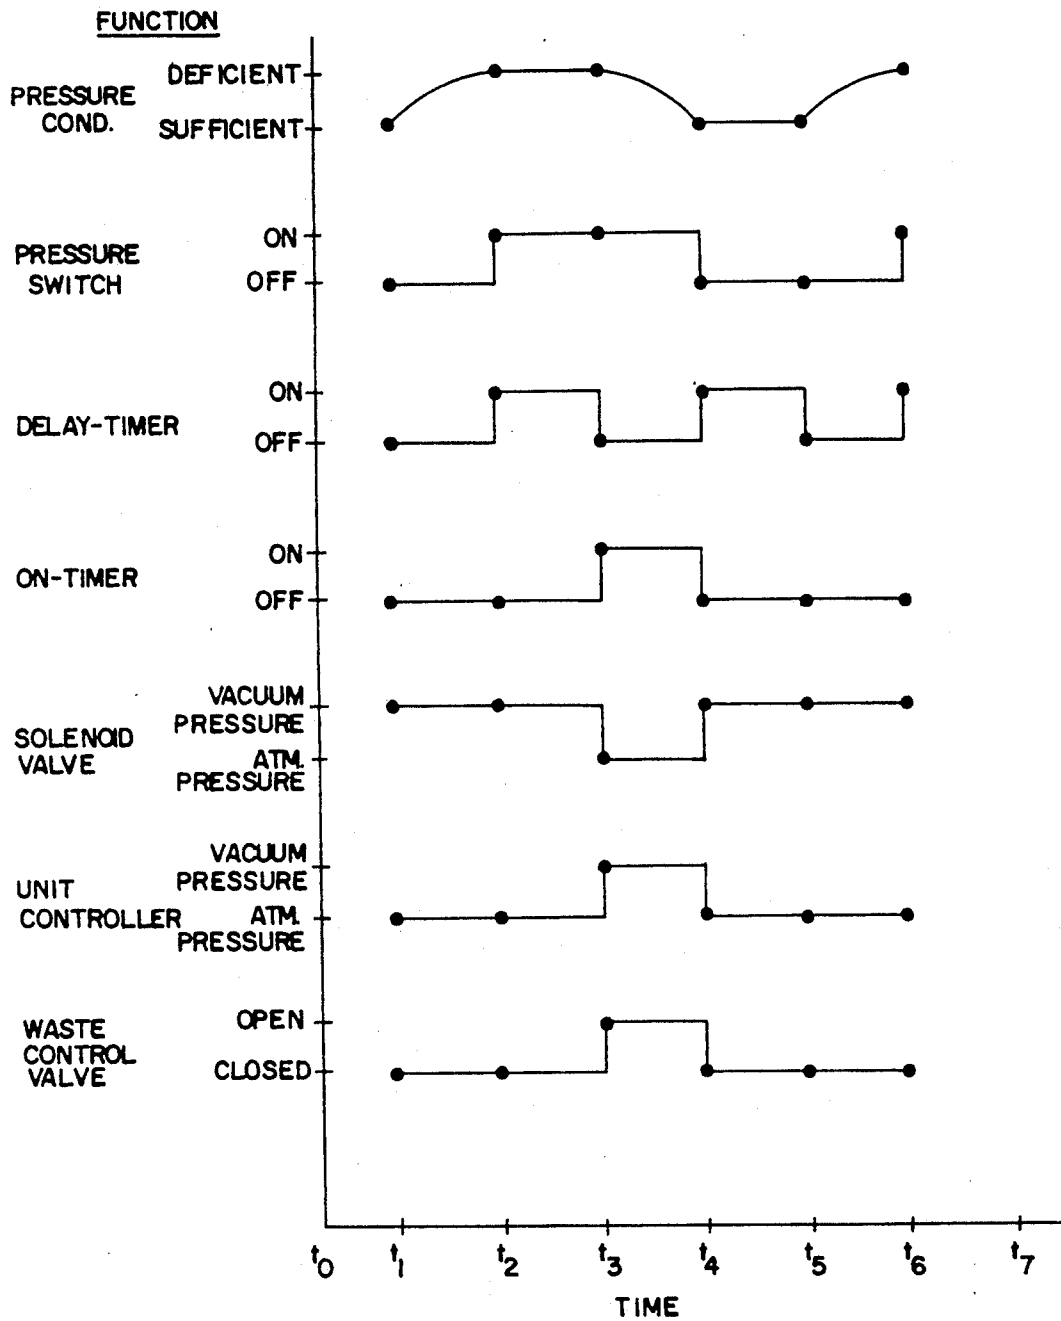 FUNCTION
PRESSURE
COND.
DEFICIENT
SUFFICIENT
PRESSURE
SWITCH
ON
OFF
DELAY-TIMER
ON
OFF
ON-TIMER
ON
OFF
SOLENOID
VALVE
VACUUM
PRESSURE
ATM.
PRESSURE
UNIT
CONTROLLER
VACUUM
PRESSURE
ATM.
PRESSURE
WASTE
CONTROL
VALVE
OPEN
CLOSED
t0 t1 t2 t3 t4 t5 t6 t7
TIME